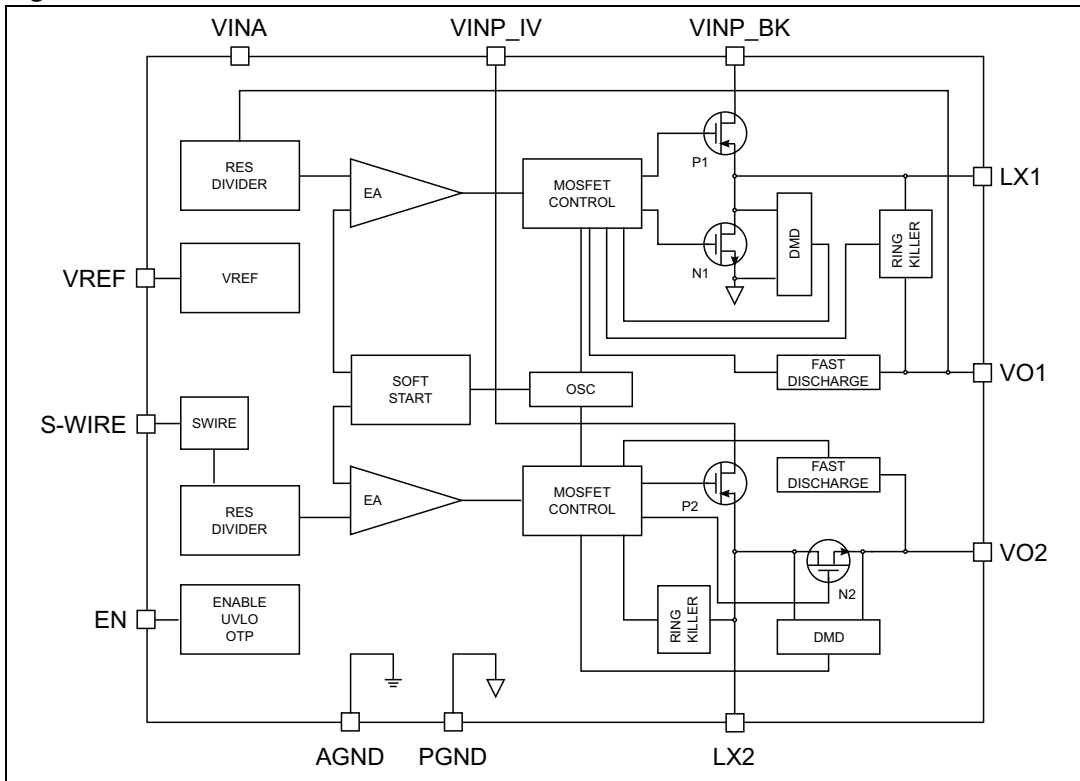 VINA VINP_IV VINP_BK
RES
DIVIDER
EA
MOSFET
CONTROL
P1
LX1
DMD
RING
KILLER
N1
VREF
VREF
SOFT
START
OSC
FAST
DISCHARGE
VO1
S-WIRE
SWIRE
RES
DIVIDER
EA
MOSFET
CONTROL
P2
FAST
DISCHARGE
VO2
N2
EN
ENABLE
UVLO
OTP
RING
KILLER
DMD
AGND PGND LX2